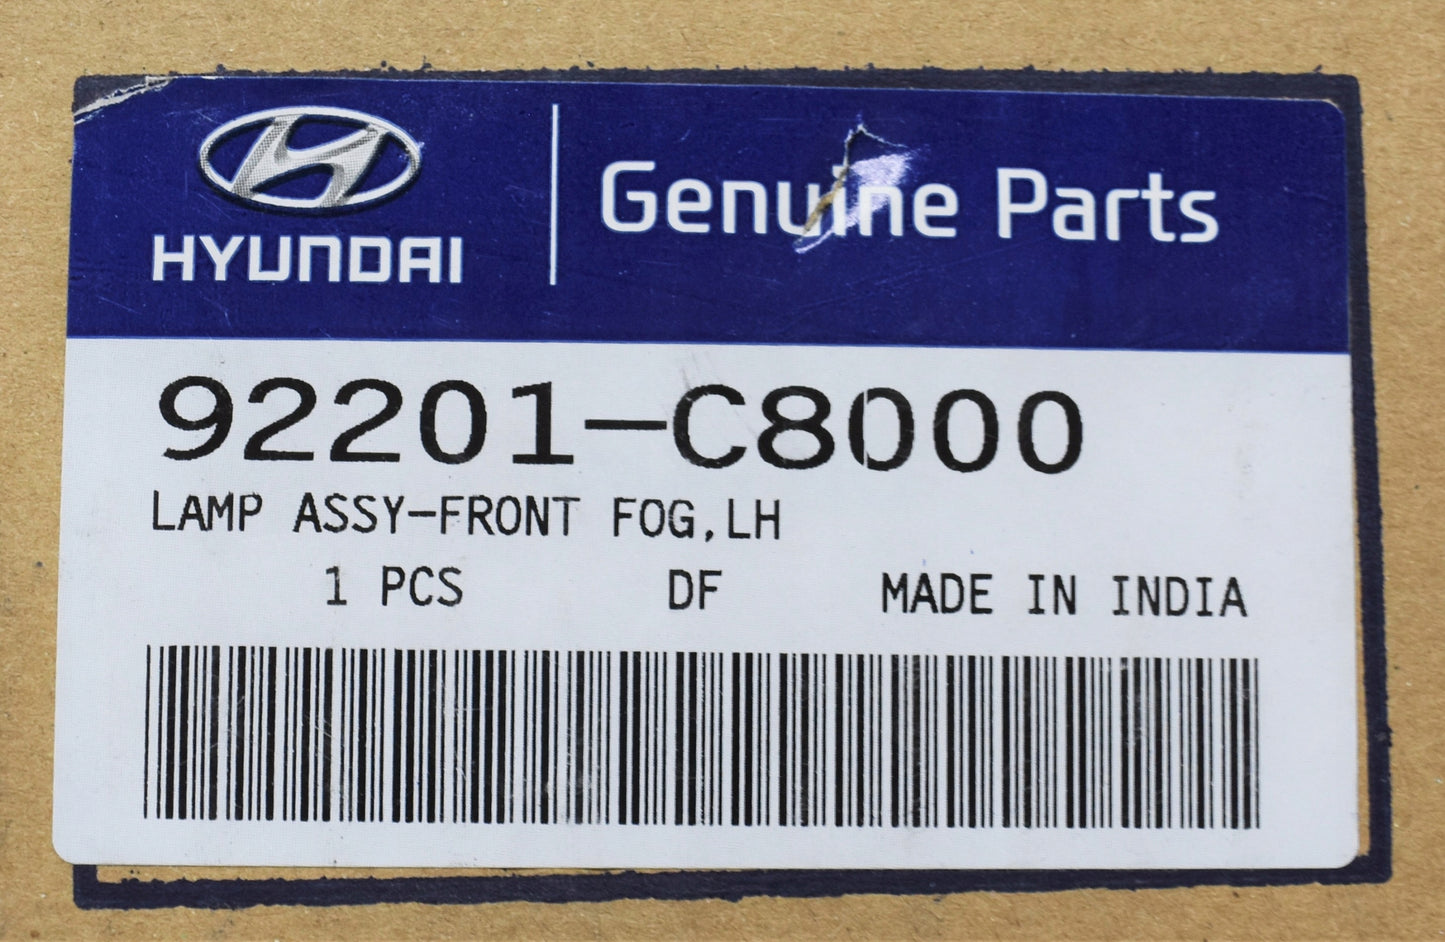 HYUNDAI
Genuine Parts
92201-C8000
LAMP ASSY-FRONT FOG,LH
1 PCS DF MADE IN INDIA